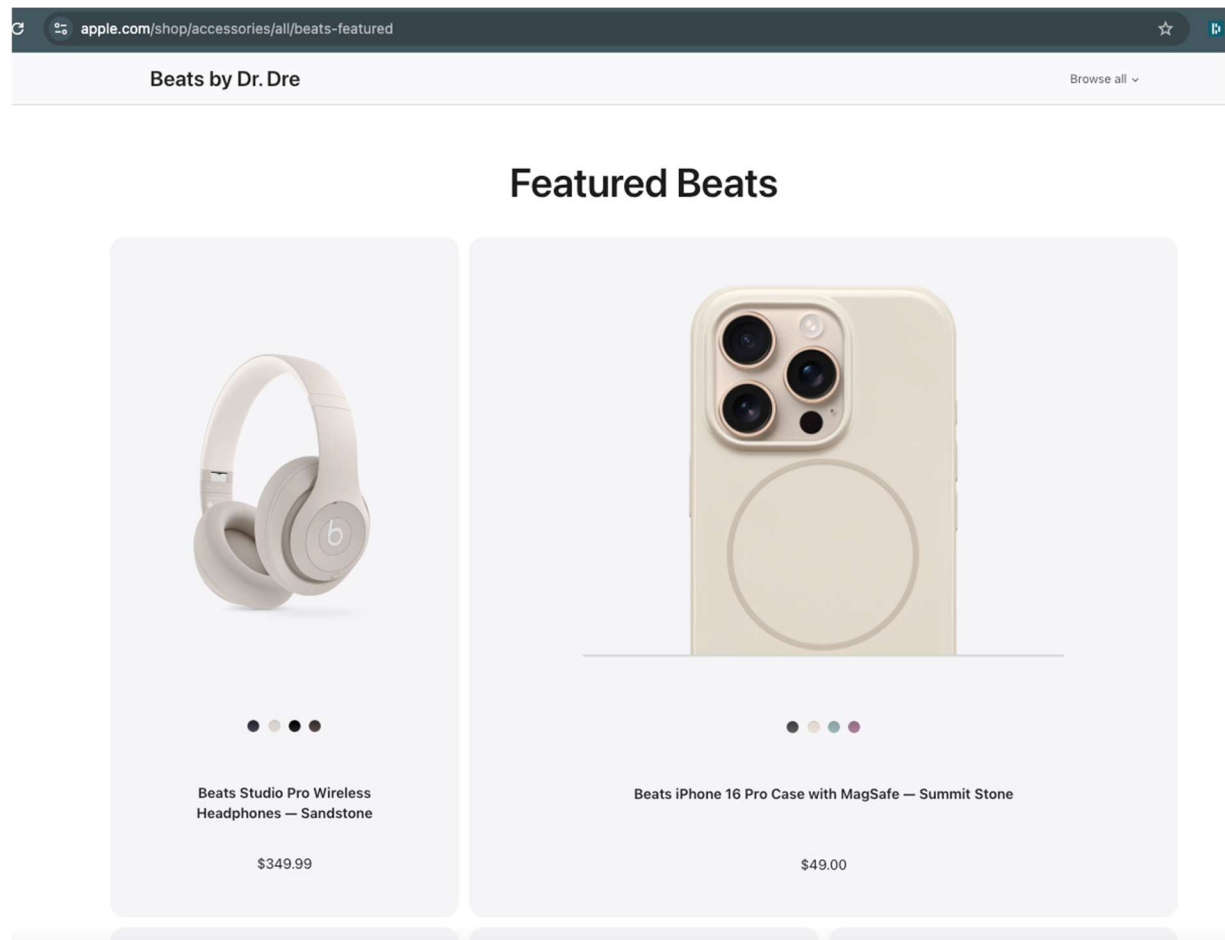 apple.com/shop/accessories/all/beats-featured
Beats by Dr. Dre
Browse all
Featured Beats
b
Beats Studio Pro Wireless
Headphones — Sandstone
$349.99
Beats iPhone 16 Pro Case with MagSafe — Summit Stone
$49.00